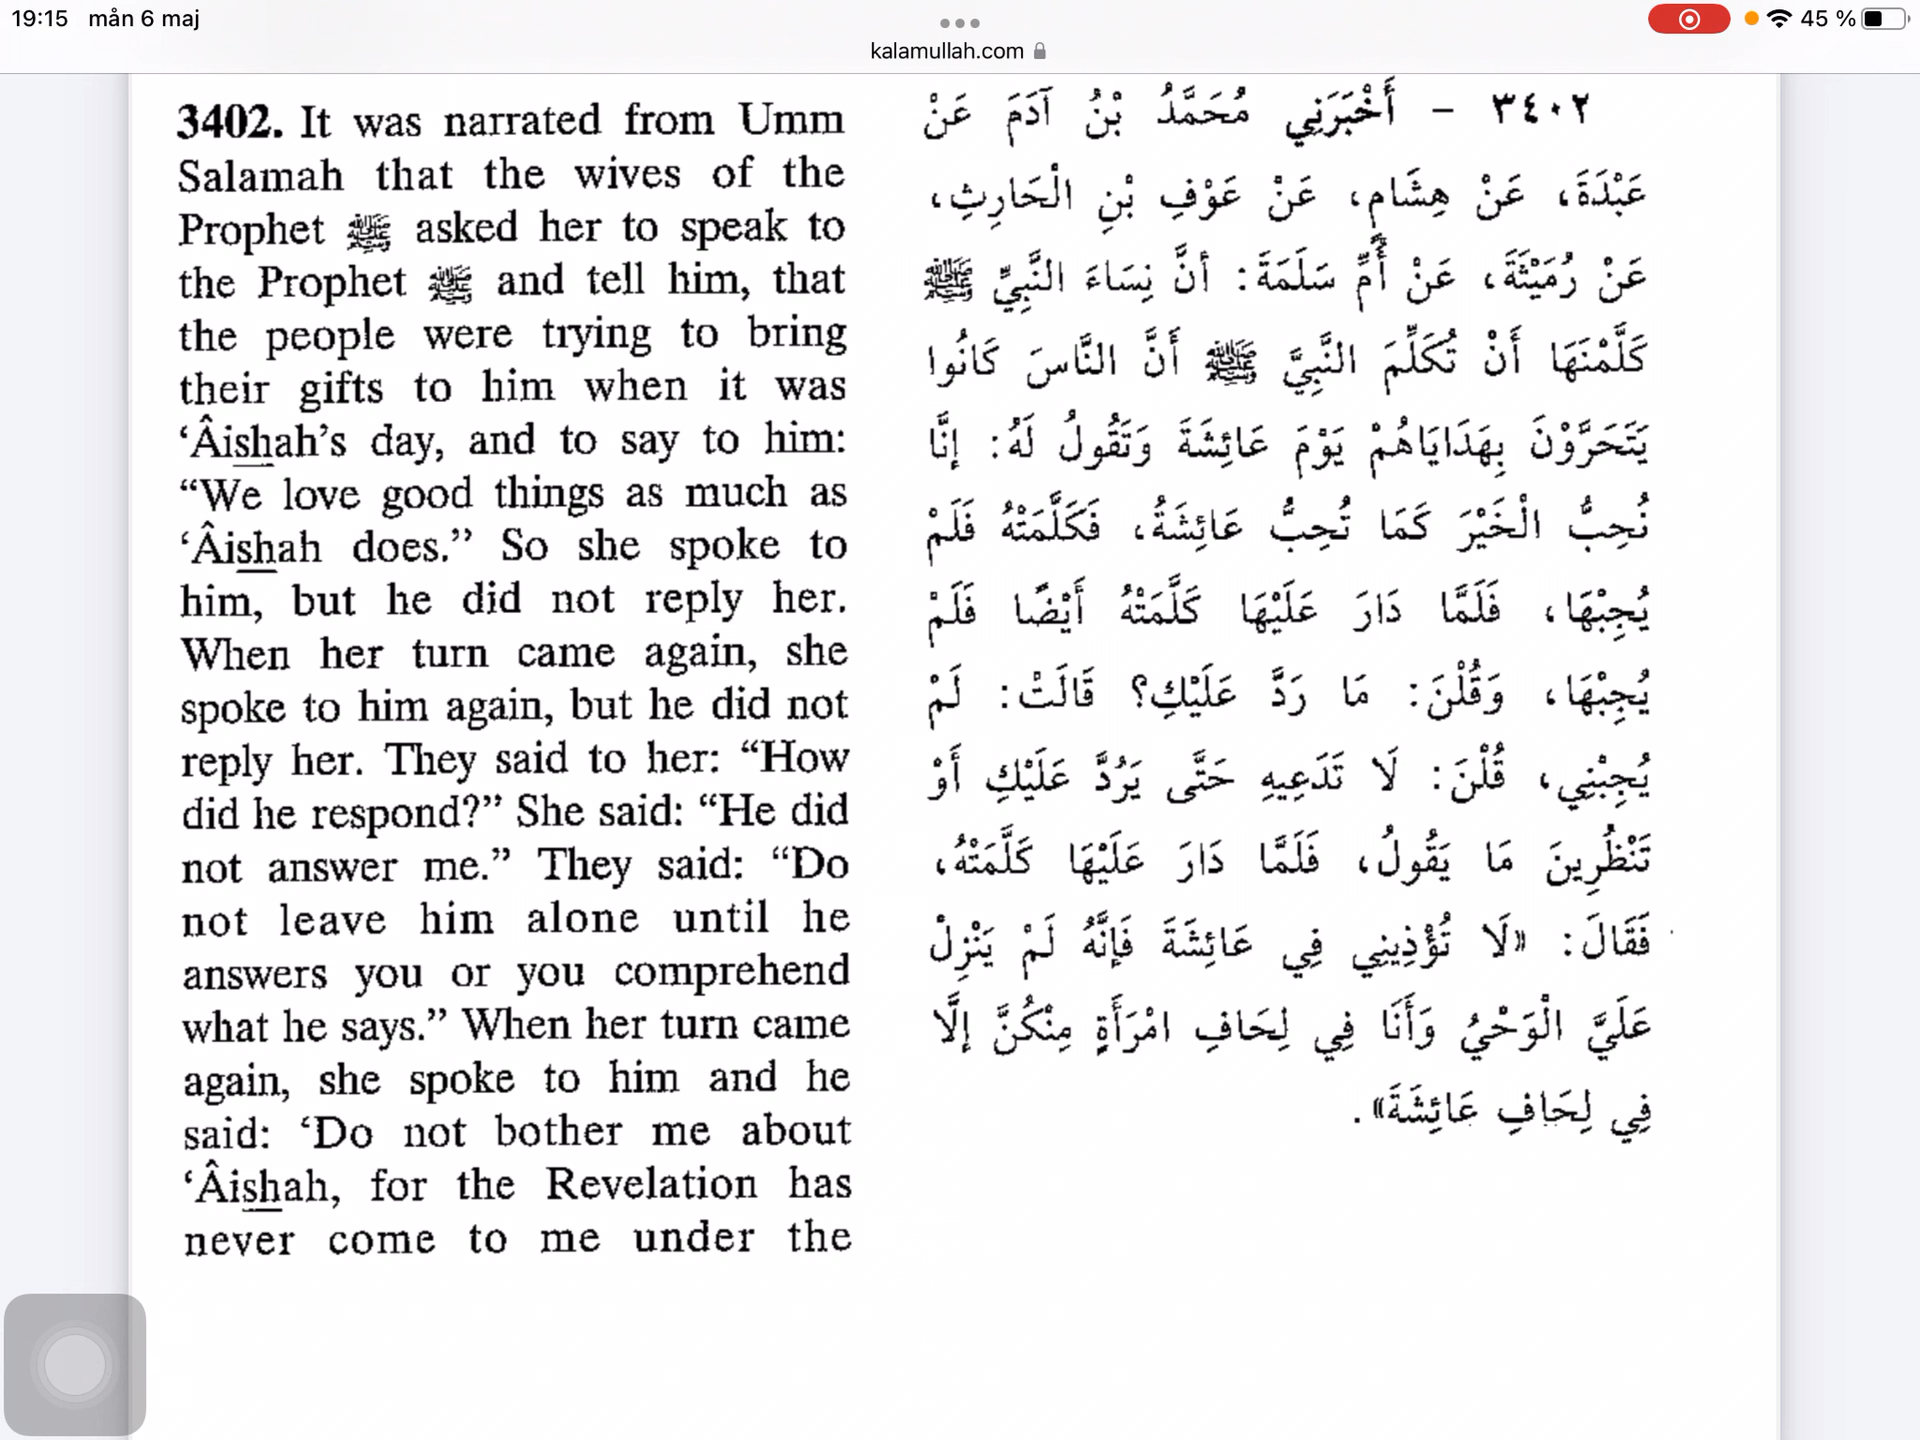 19:15 mån 6 maj
45 %
kalamullah.com
3402. It was narrated from Umm
Salamah that the wives of the
Prophet ﷺ asked her to speak to
the Prophet ﷺ and tell him, that
the people were trying to bring
their gifts to him when it was
‘Âishah’s day, and to say to him:
“We love good things as much as
‘Âishah does.” So she spoke to
him, but he did not reply her.
When her turn came again, she
spoke to him again, but he did not
reply her. They said to her: “How
did he respond?” She said: “He did
not answer me.” They said: “Do
not leave him alone until he
answers you or you comprehend
what he says.” When her turn came
again, she spoke to him and he
said: ‘Do not bother me about
‘Âishah, for the Revelation has
never come to me under the
٣٤٠٢ – أَخْبَرَنِي مُحَمَّدُ بْنُ آدَمَ عَنْ
عَبْدَةَ، عَنْ هِشَامٍ، عَنْ عَوْفِ بْنِ الْحَارِثِ،
عَنْ رُمَيْثَةَ، عَنْ أُمِّ سَلَمَةَ: أنَّ نِسَاءَ النَّبِيِّ ﷺ
كَلَّمْنَهَا أَنْ تُكَلِّمَ النَّبِيَّ ﷺ أَنَّ النَّاسَ كَانُوا
يَتَحَرَّوْنَ بِهَدَايَاهُمْ يَوْمَ عَائِشَةَ وَتَقُولُ لَهُ: إنَّا
نُحِبُّ الْخَيْرَ كَمَا تُحِبُّ عَائِشَةُ، فَكَلَّمَتْهُ فَلَمْ
يُجِبْهَا، فَلَمَّا دَارَ عَلَيْهَا كَلَّمَتْهُ أَيْضًا فَلَمْ
يُجِبْهَا، وَقُلْنَ: مَا رَدَّ عَلَيْكِ؟ قَالَتْ: لَمْ
يُجِبْنِي، قُلْنَ: لَا تَدَعِيهِ حَتَّى يَرُدَّ عَلَيْكِ أَوْ
تَنْظُرِينَ مَا يَقُولُ، فَلَمَّا دَارَ عَلَيْهَا كَلَّمَتْهُ،
فَقَالَ: «لَا تُؤْذِينِي فِي عَائِشَةَ فَإِنَّهُ لَمْ يَنْزِلْ
عَلَيَّ الْوَحْيُ وَأَنَا فِي لِحَافِ امْرَأَةٍ مِنْكُنَّ إلَّا
فِي لِحَافِ عَائِشَةَ».